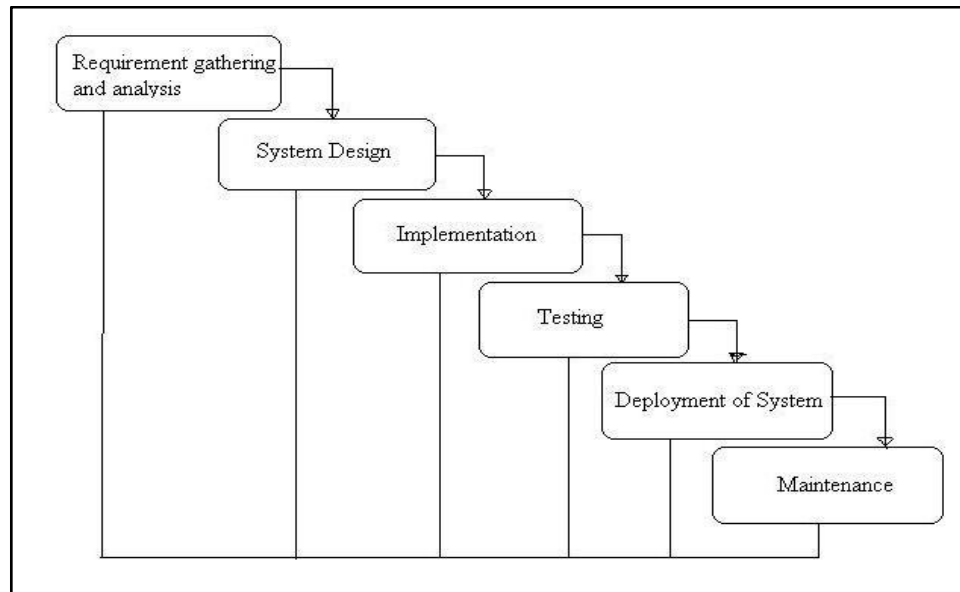 Requirement gathering
and analysis
System Design
Implementation
Testing
Deployment of System
Maintenance